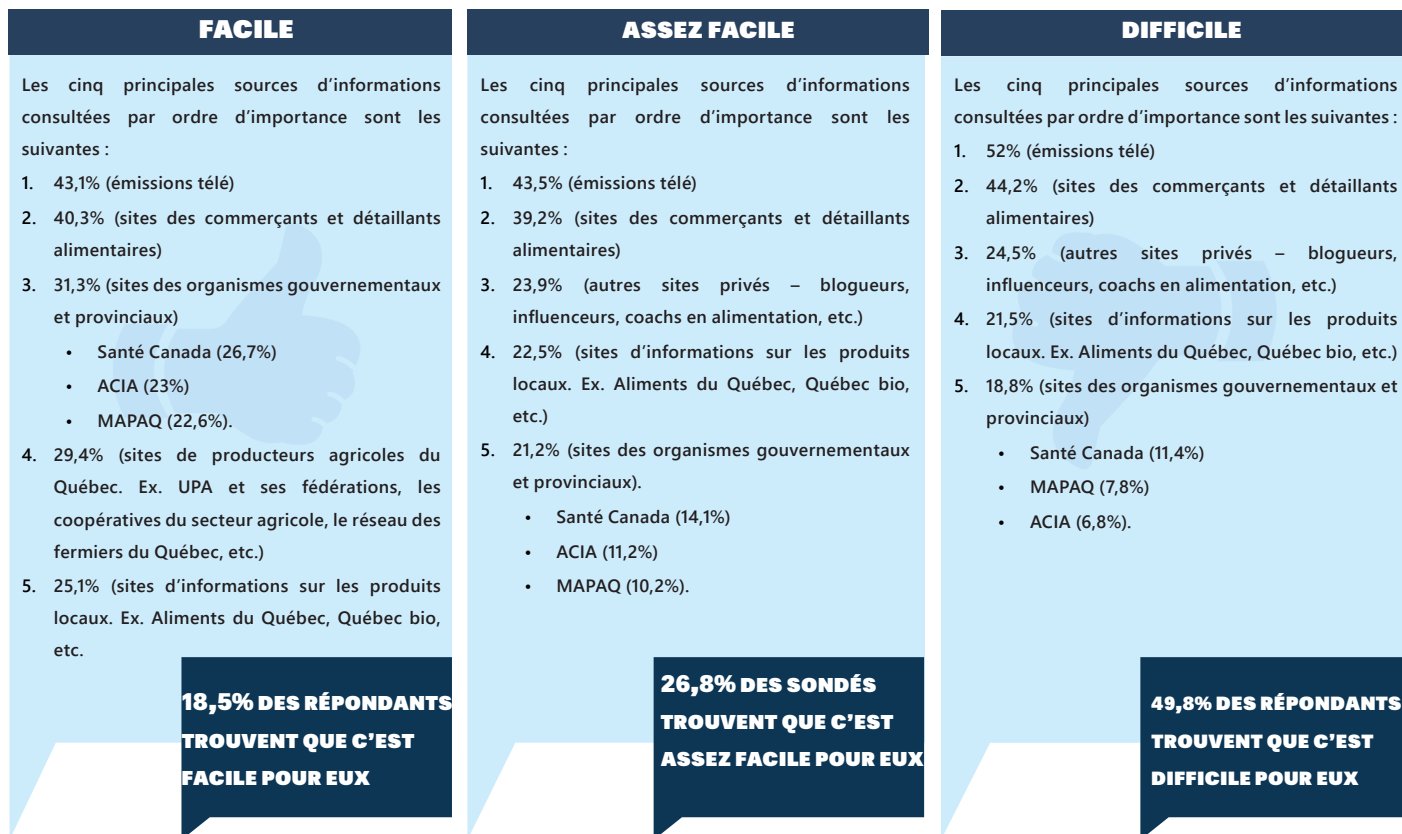 FACILE
Les cinq principales sources d'informations
consultées par ordre d'importance sont les
suivantes :
1. 43,1% (émissions télé)
2. 40,3% (sites des commerçants et détaillants
alimentaires)
3. 31,3% (sites des organismes gouvernementaux
et provinciaux)
• Santé Canada (26,7%)
• ACIA (23%)
• MAPAQ (22,6%).
4. 29,4% (sites de producteurs agricoles du
Québec. Ex. UPA et ses fédérations, les
coopératives du secteur agricole, le réseau des
fermiers du Québec, etc.)
5. 25,1% (sites d'informations sur les produits
locaux. Ex. Aliments du Québec, Québec bio,
etc.
18,5% DES RÉPONDANTS
TROUVENT QUE C'EST
FACILE POUR EUX
ASSEZ FACILE
Les cinq principales sources d'informations
consultées par ordre d'importance sont les
suivantes :
1. 43,5% (émissions télé)
2. 39,2% (sites des commerçants et détaillants
alimentaires)
3. 23,9% (autres sites privés – blogueurs,
influenceurs, coachs en alimentation, etc.)
4. 22,5% (sites d'informations sur les produits
locaux. Ex. Aliments du Québec, Québec bio,
etc.)
5. 21,2% (sites des organismes gouvernementaux
et provinciaux).
• Santé Canada (14,1%)
• ACIA (11,2%)
• MAPAQ (10,2%).
26,8% DES SONDÉS
TROUVENT QUE C'EST
ASSEZ FACILE POUR EUX
DIFFICILE
Les cinq principales sources d'informations
consultées par ordre d'importance sont les suivantes :
1. 52% (émissions télé)
2. 44,2% (sites des commerçants et détaillants
alimentaires)
3. 24,5% (autres sites privés – blogueurs,
influenceurs, coachs en alimentation, etc.)
4. 21,5% (sites d'informations sur les produits
locaux. Ex. Aliments du Québec, Québec bio, etc.)
5. 18,8% (sites des organismes gouvernementaux et
provinciaux)
• Santé Canada (11,4%)
• MAPAQ (7,8%)
• ACIA (6,8%).
49,8% DES RÉPONDANTS
TROUVENT QUE C'EST
DIFFICILE POUR EUX